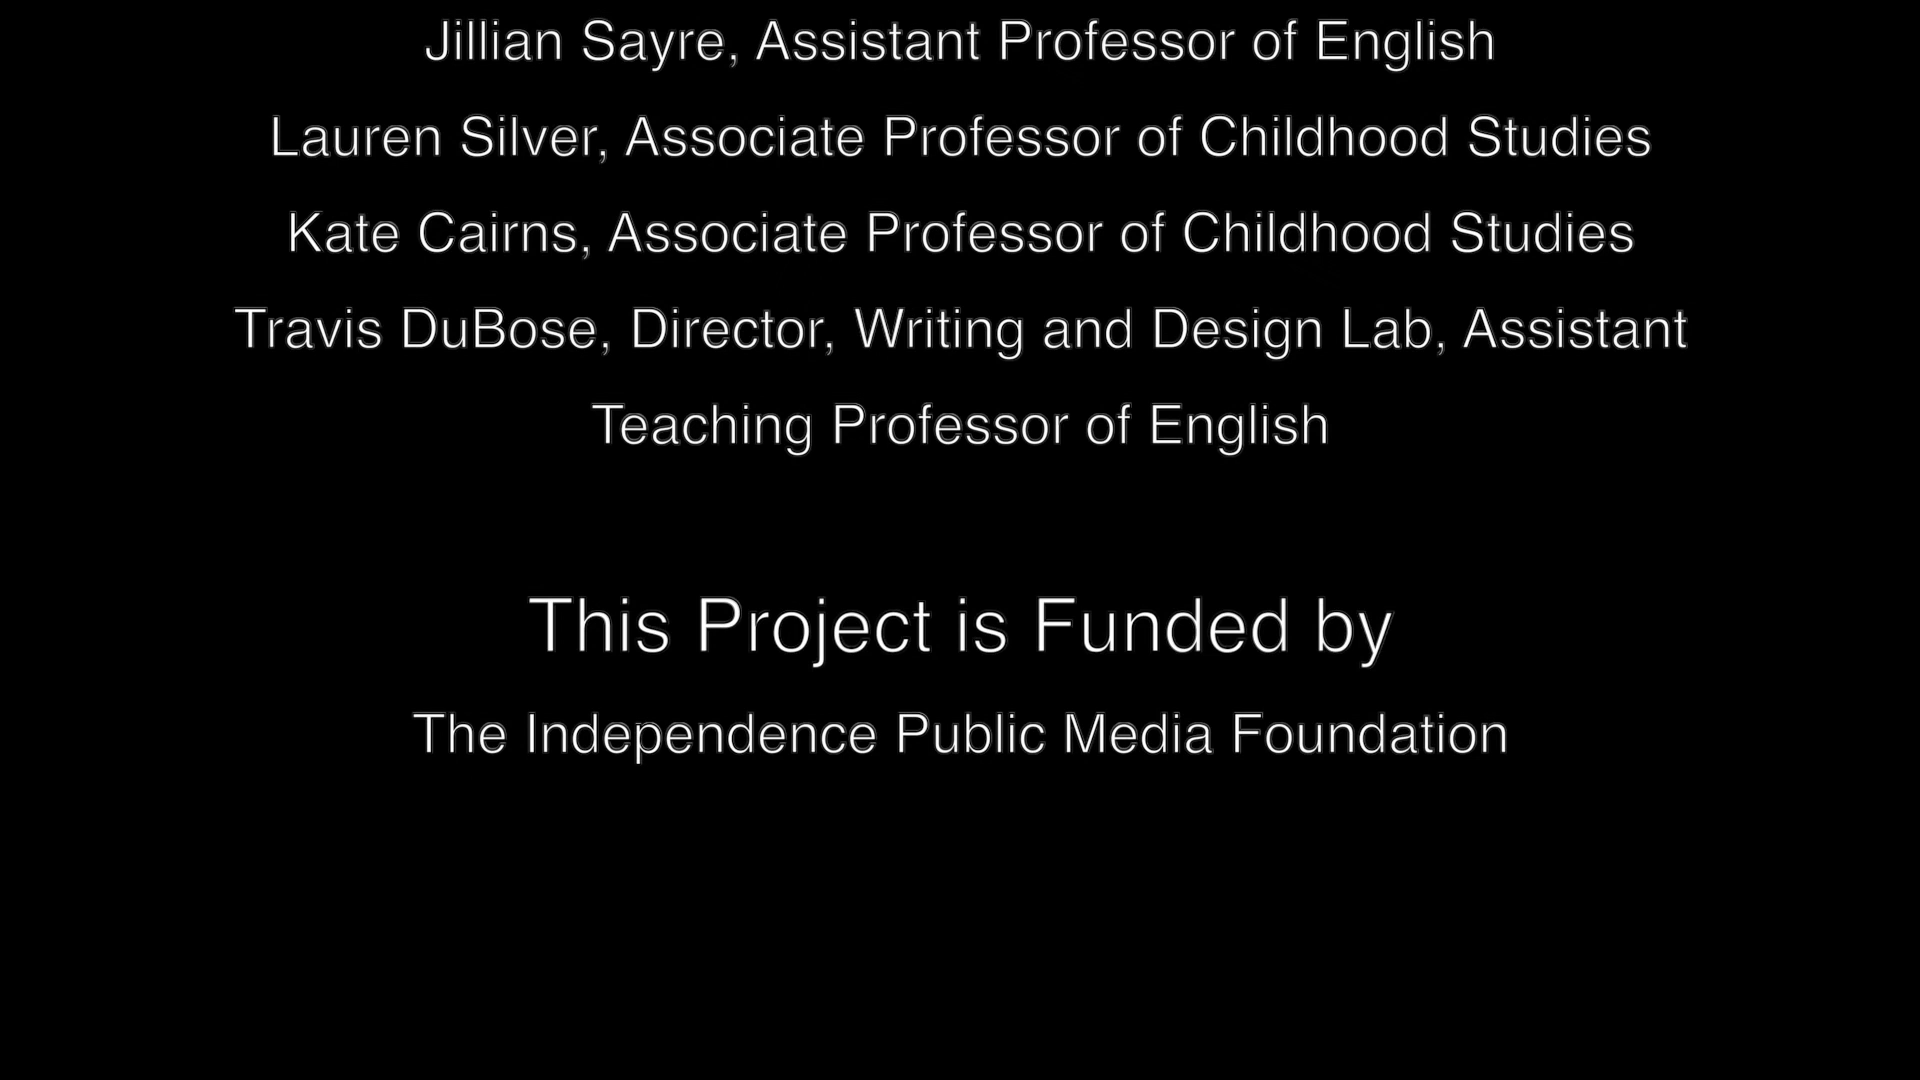 Jillian Sayre, Assistant Professor of English
Lauren Silver, Associate Professor of Childhood Studies
Kate Cairns, Associate Professor of Childhood Studies
Travis DuBose, Director, Writing and Design Lab, Assistant
Teaching Professor of English
This Project is Funded by
The Independence Public Media Foundation